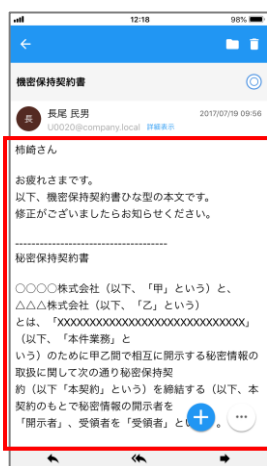 12:18
98%
機密保持契約書
長
長尾 民男
2017/07/19 09:56
U0020@company.local 詳細表示
柿崎さん
お疲れさまです。
以下、機密保持契約書ひな型の本文です。
修正がございましたらお知らせください。
------------------------------------
秘密保持契約書
○○○○株式会社（以下、「甲」という）と、
△△△株式会社（以下、「乙」という）
とは、「XXXXXXXXXXXXXXXXXXXXXXXXXXXXX」
（以下、「本件業務」と
いう）のために甲乙間で相互に開示する秘密情報の
取扱に関して次の通り秘密保持契
約（以下「本契約」という）を締結する（以下、本
契約のもとで秘密情報の開示者を
「開示者」、受領者を「受領者」と
。